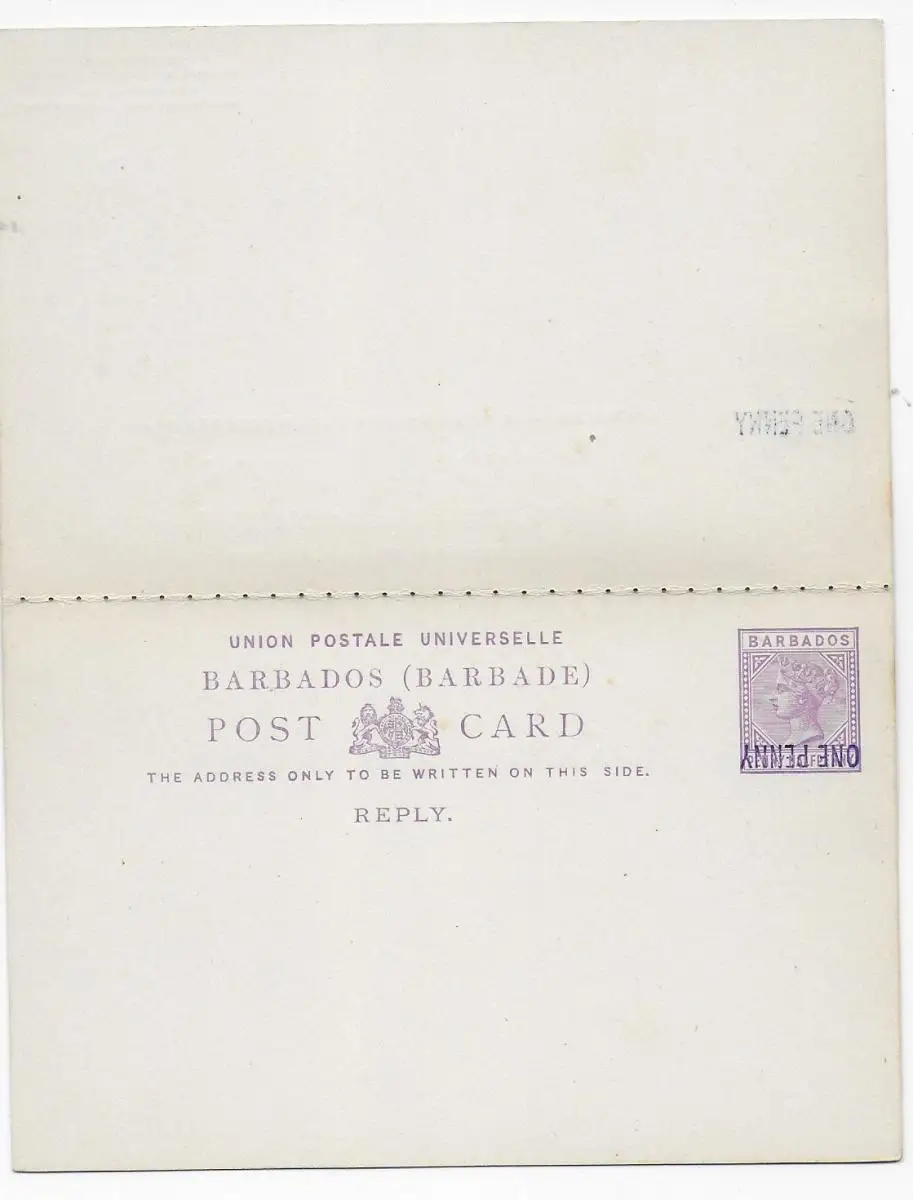 ONE PENNY
UNION POSTALE UNIVERSELLE
BARBADOS (BARBADE)
POST CARD
THE ADDRESS ONLY TO BE WRITTEN ON THIS SIDE.
REPLY.
BARBADOS
ONE PENNY